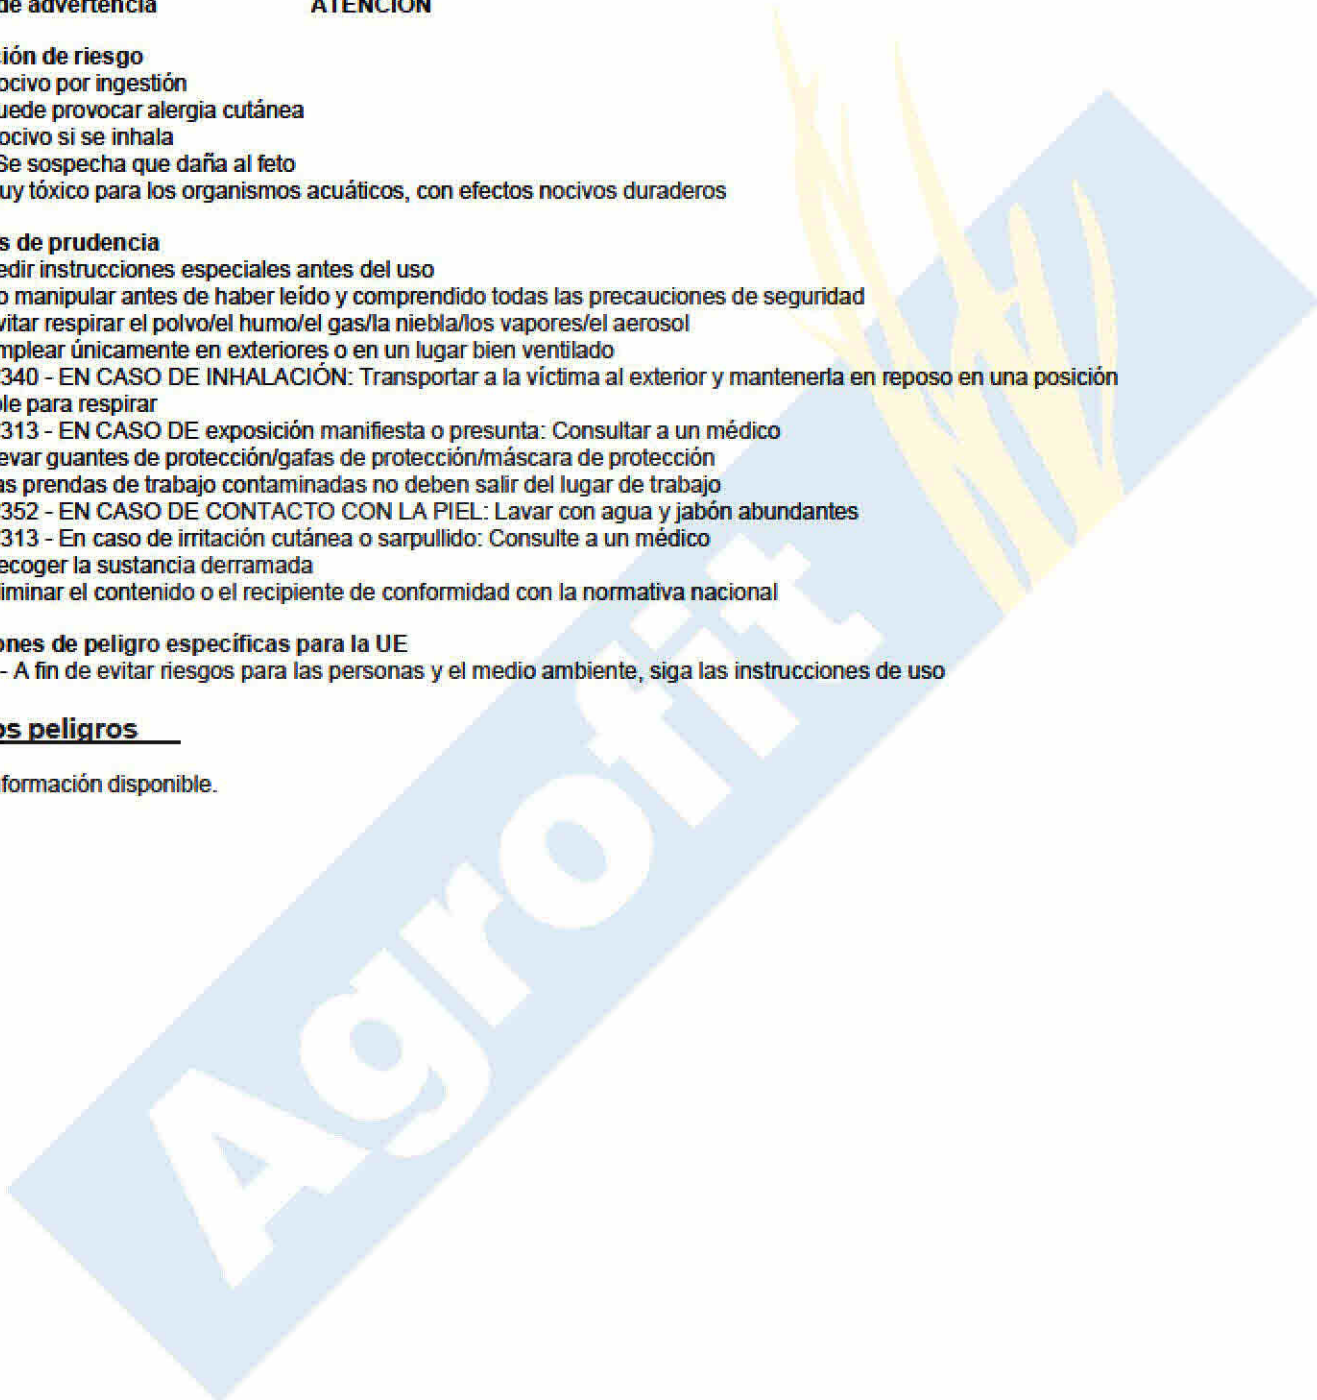 de advertencia ATENCIÓN
ión de riesgo
ocivo por ingestión
uede provocar alergia cutánea
ocivo si se inhala
Se sospecha que daña al feto
uy tóxico para los organismos acuáticos, con efectos nocivos duraderos
s de prudencia
edir instrucciones especiales antes del uso
o manipular antes de haber leído y comprendido todas las precauciones de seguridad
vitar respirar el polvo/el humo/el gas/la niebla/los vapores/el aerosol
mplear únicamente en exteriores o en un lugar bien ventilado
340 - EN CASO DE INHALACIÓN: Transportar a la víctima al exterior y mantenerla en reposo en una posición
ole para respirar
313 - EN CASO DE exposición manifiesta o presunta: Consultar a un médico
evar guantes de protección/gafas de protección/máscara de protección
as prendas de trabajo contaminadas no deben salir del lugar de trabajo
352 - EN CASO DE CONTACTO CON LA PIEL: Lavar con agua y jabón abundantes
313 - En caso de irritación cutánea o sarpullido: Consulte a un médico
ecoger la sustancia derramada
liminar el contenido o el recipiente de conformidad con la normativa nacional
ones de peligro específicas para la UE
- A fin de evitar riesgos para las personas y el medio ambiente, siga las instrucciones de uso
os peligros
formación disponible.
Agrofit